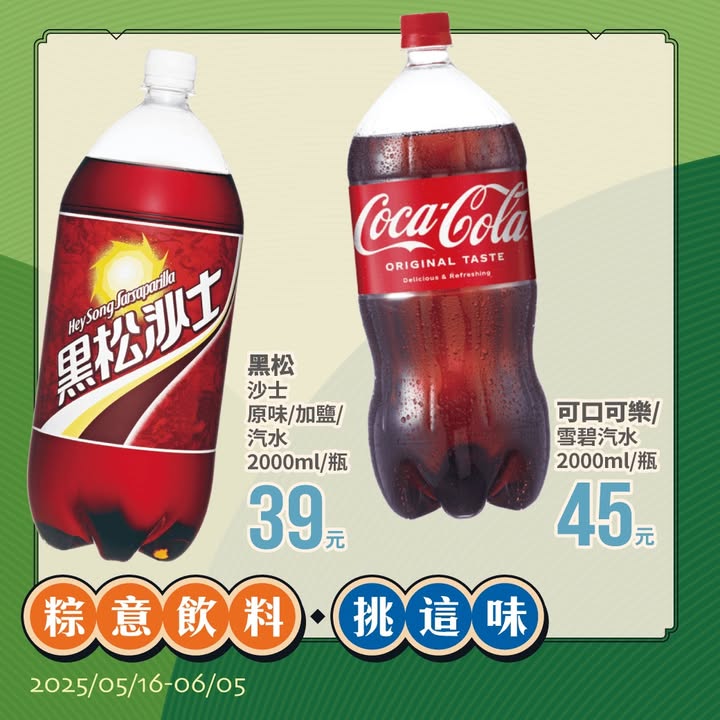 Hey Song Sarsaparilla
黑松沙士
Coca-Cola
ORIGINAL TASTE
Delicious & Refreshing
黑松
沙士
原味/加鹽/
汽水
2000ml/瓶
39元
可口可樂/
雪碧汽水
2000ml/瓶
45元
粽意飲料・挑這味
2025/05/16-06/05